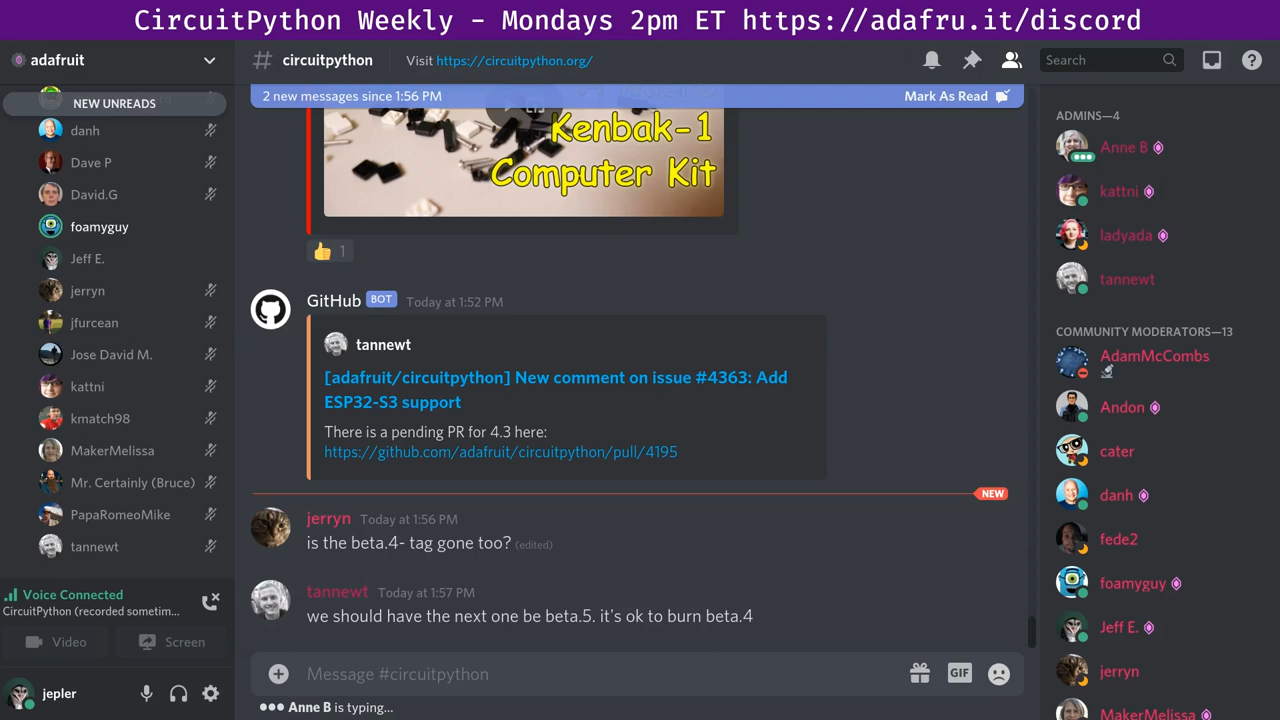 CircuitPython Weekly - Mondays 2pm ET https://adafru.it/discord
adafruit
NEW UNREADS
danh
Dave P
David.G
foamyguy
Jeff E.
jerryn
jfurcean
Jose David M.
kattni
kmatch98
MakerMelissa
Mr. Certainly (Bruce)
PapaRomeoMike
tannewt
Voice Connected
CircuitPython (recorded sometim...
Video
Screen
jepler
# circuitpython
Visit https://circuitpython.org/
Search
2 new messages since 1:56 PM
Mark As Read
Kenbak-1
Computer Kit
1
GitHub BOT Today at 1:52 PM
tannewt
[adafruit/circuitpython] New comment on issue #4363: Add
ESP32-S3 support
There is a pending PR for 4.3 here:
https://github.com/adafruit/circuitpython/pull/4195
NEW
jerryn Today at 1:56 PM
is the beta.4- tag gone too? (edited)
tannewt Today at 1:57 PM
we should have the next one be beta.5. it's ok to burn beta.4
Message #circuitpython
GIF
Anne B is typing...
ADMINS—4
Anne B
kattni
ladyada
tannewt
COMMUNITY MODERATORS—13
AdamMcCombs
Andon
cater
danh
fede2
foamyguy
Jeff E.
jerryn
MakerMelissa